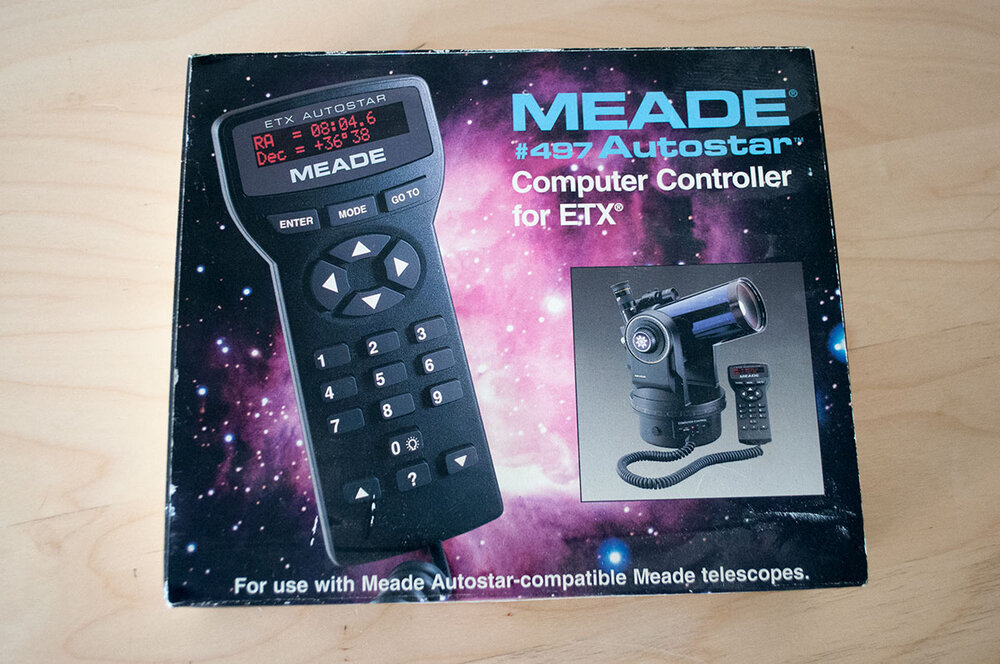 ETX AUTOSTAR
RA = 08:04.6
Dec = +36°38
MEADE
ENTER MODE GO TO
1 2 3
4 5 6
7 8 9
0
?
MEADE®
#497 Autostar™
Computer Controller
for ETX®
MEADE
For use with Meade Autostar-compatible Meade telescopes.